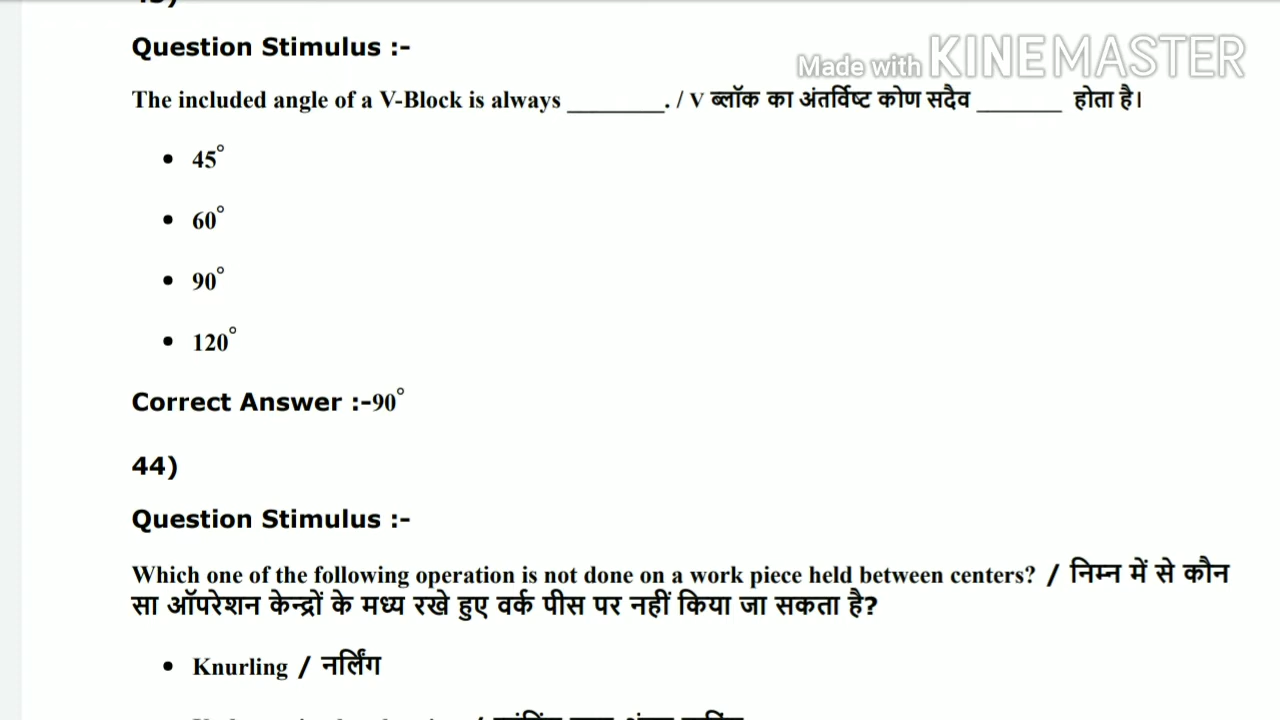 Question Stimulus :-
Made with KINEMASTER
The included angle of a V-Block is always ________. / V ब्लॉक का अंतर्विष्ट कोण सदैव _______ होता है।
• 45°
• 60°
• 90°
• 120°
Correct Answer :-90°
44)
Question Stimulus :-
Which one of the following operation is not done on a work piece held between centers? / निम्न में से कौन
सा ऑपरेशन केन्द्रों के मध्य रखे हुए वर्क पीस पर नहीं किया जा सकता है?
• Knurling / नर्लिंग